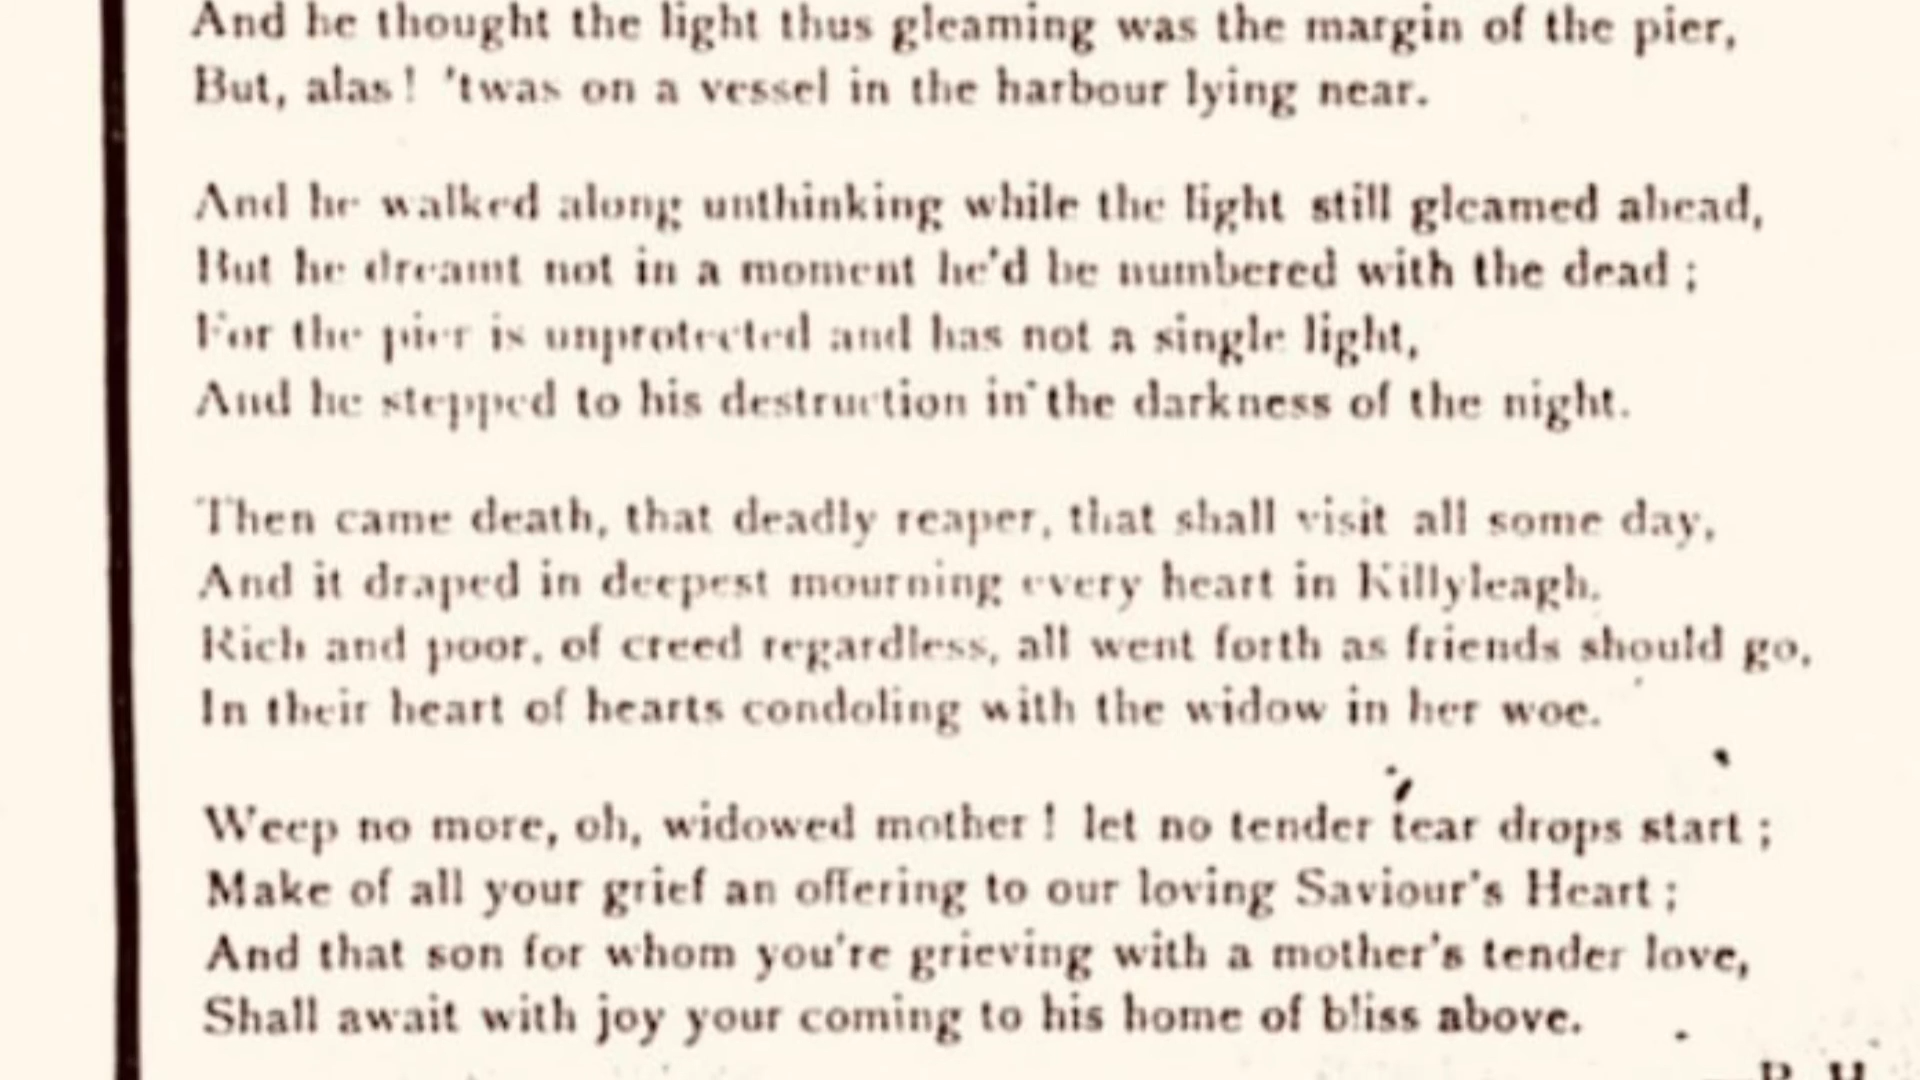 And he thought the light thus gleaming was the margin of the pier,
But, alas! 'twas on a vessel in the harbour lying near.
And he walked along unthinking while the light still gleamed ahead,
But he dreamt not in a moment he'd be numbered with the dead;
For the pier is unprotected and has not a single light,
And he stepped to his destruction in the darkness of the night.
Then came death, that deadly reaper, that shall visit all some day,
And it draped in deepest mourning every heart in Killyleagh.
Rich and poor, of creed regardless, all went forth as friends should go,
In their heart of hearts condoling with the widow in her woe.
Weep no more, oh, widowed mother! let no tender tear drops start;
Make of all your grief an offering to our loving Saviour's Heart;
And that son for whom you're grieving with a mother's tender love,
Shall await with joy your coming to his home of bliss above.